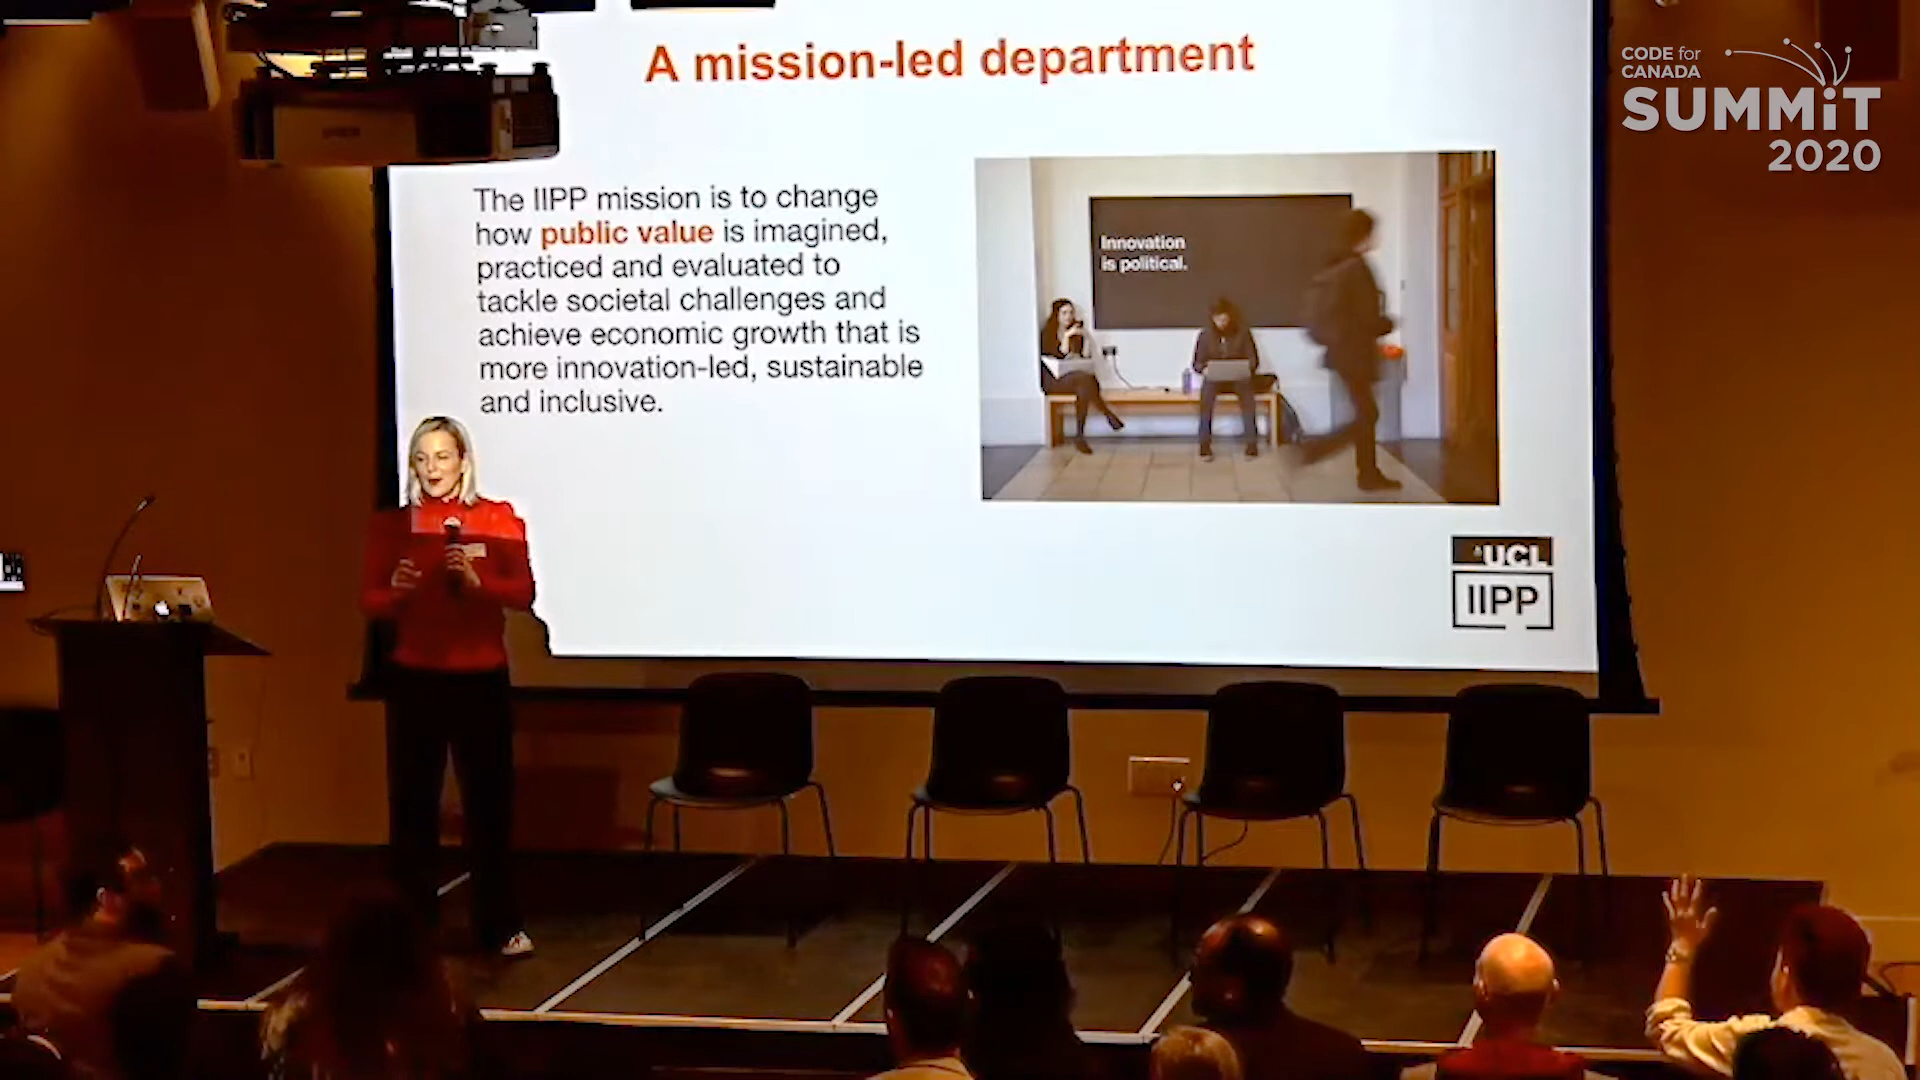 A mission-led department
CODE for
CANADA
SUMMiT
2020
The IIPP mission is to change
how public value is imagined,
practiced and evaluated to
tackle societal challenges and
achieve economic growth that is
more innovation-led, sustainable
and inclusive.
Innovation
is political.
UCL
IIPP